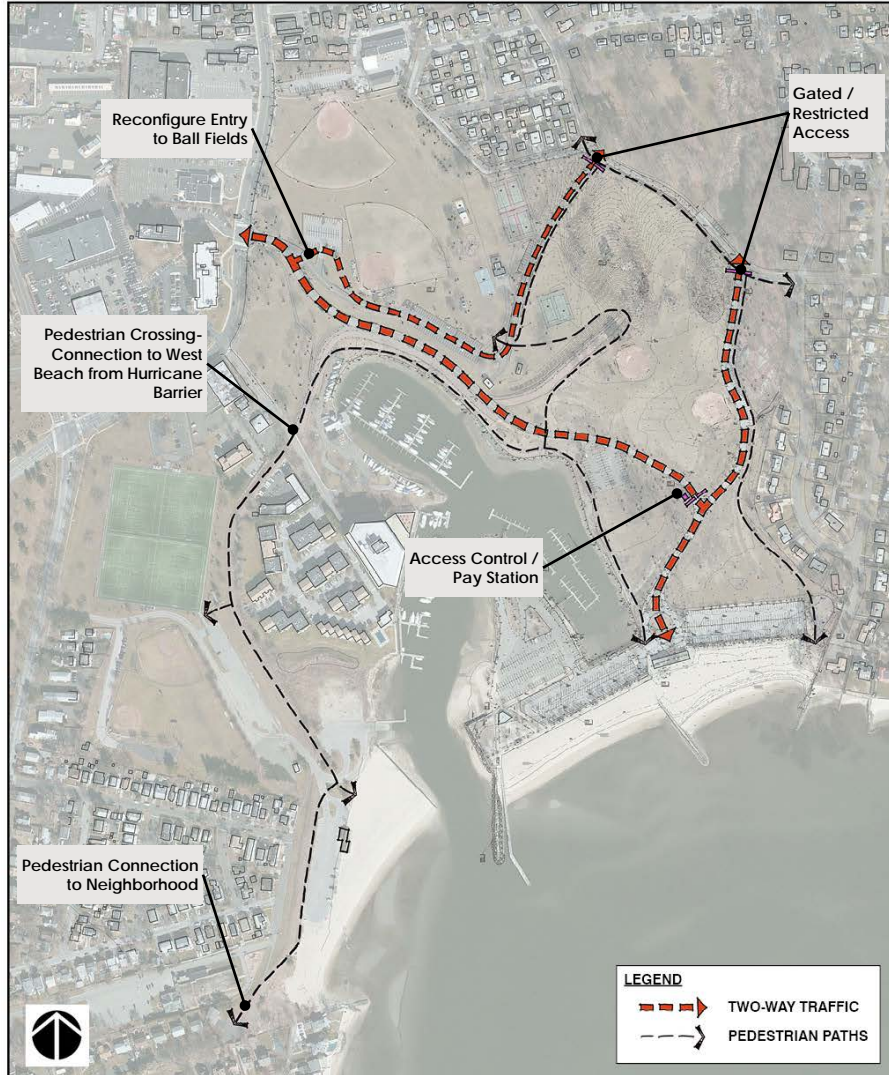 Gated /
Restricted
Access
Reconfigure Entry
to Ball Fields
Pedestrian Crossing-
Connection to West
Beach from Hurricane
Barrier
Access Control /
Pay Station
Pedestrian Connection
to Neighborhood
LEGEND
TWO-WAY TRAFFIC
PEDESTRIAN PATHS